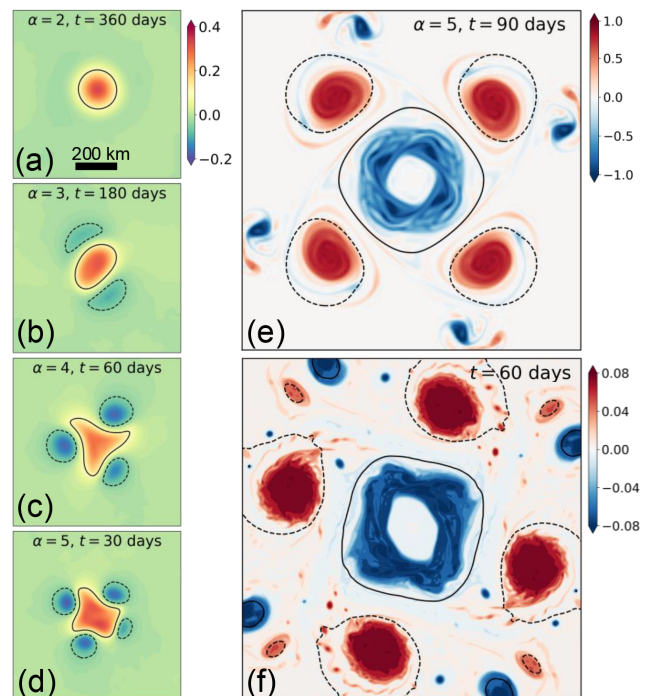 α = 2, t = 360 days
(a)
200 km
0.4
0.2
0.0
−0.2
α = 3, t = 180 days
(b)
α = 4, t = 60 days
(c)
α = 5, t = 30 days
(d)
α = 5, t = 90 days
(e)
1.0
0.5
0.0
−0.5
−1.0
t = 60 days
(f)
0.08
0.04
0.00
−0.04
−0.08